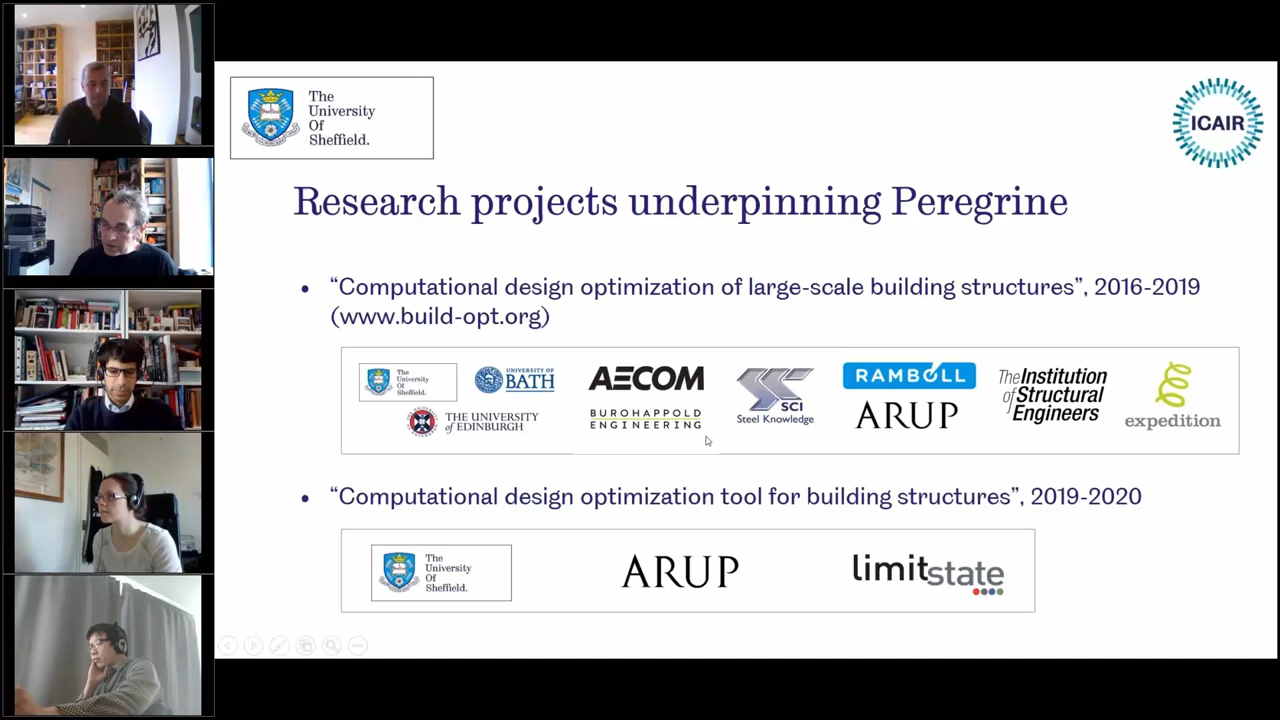 The
University
Of
Sheffield.
ICAIR
Research projects underpinning Peregrine
• “Computational design optimization of large-scale building structures”, 2016-2019
(www.build-opt.org)
The
University
Of
Sheffield.
UNIVERSITY OF
BATH
THE UNIVERSITY
of EDINBURGH
AECOM
BUROHAPPOLD
ENGINEERING
SCI
Steel Knowledge
RAMBOLL
ARUP
The Institution
of Structural
Engineers
expedition
• “Computational design optimization tool for building structures”, 2019-2020
The
University
Of
Sheffield.
ARUP
limitstate